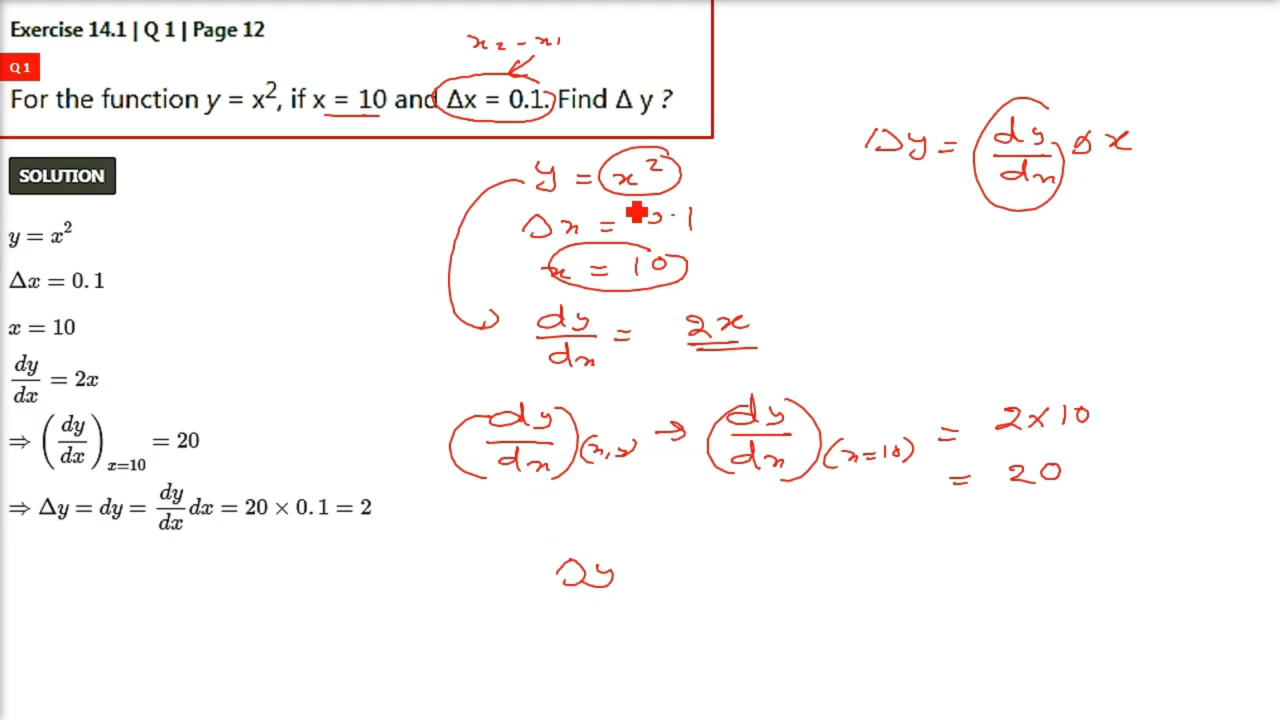 Exercise 14.1 | Q 1 | Page 12
x₂ - x₁
Q 1
For the function y = x², if x = 10 and Δx = 0.1. Find Δ y ?
SOLUTION
y = x²
Δx = 0.1
x = 10
dy/dx = 2x
⇒ (dy/dx)ₓ₌₁₀ = 20
⇒ Δy = dy = dy/dx dx = 20 × 0.1 = 2
y = x²
Δx = 0.1
x = 10
dy/dx = 2x
(dy/dx) → (dy/dx)(x=10) = 2×10
= 20
Δy
Δy = (dy/dx) Δx